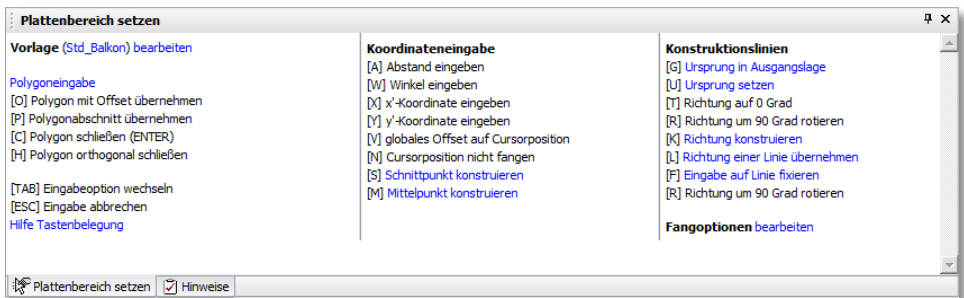 Plattenbereich setzen
Vorlage (Std_Balkon) bearbeiten
Polygoneingabe
[O] Polygon mit Offset übernehmen
[P] Polygonabschnitt übernehmen
[C] Polygon schließen (ENTER)
[H] Polygon orthogonal schließen
[TAB] Eingabeoption wechseln
[ESC] Eingabe abbrechen
Hilfe Tastenbelegung
Koordinateneingabe
[A] Abstand eingeben
[W] Winkel eingeben
[X] x'-Koordinate eingeben
[Y] y'-Koordinate eingeben
[V] globales Offset auf Cursorposition
[N] Cursorposition nicht fangen
[S] Schnittpunkt konstruieren
[M] Mittelpunkt konstruieren
Konstruktionslinien
[G] Ursprung in Ausgangslage
[U] Ursprung setzen
[T] Richtung auf 0 Grad
[R] Richtung um 90 Grad rotieren
[K] Richtung konstruieren
[L] Richtung einer Linie übernehmen
[F] Eingabe auf Linie fixieren
[R] Richtung um 90 Grad rotieren
Fangoptionen bearbeiten
Plattenbereich setzen
Hinweise